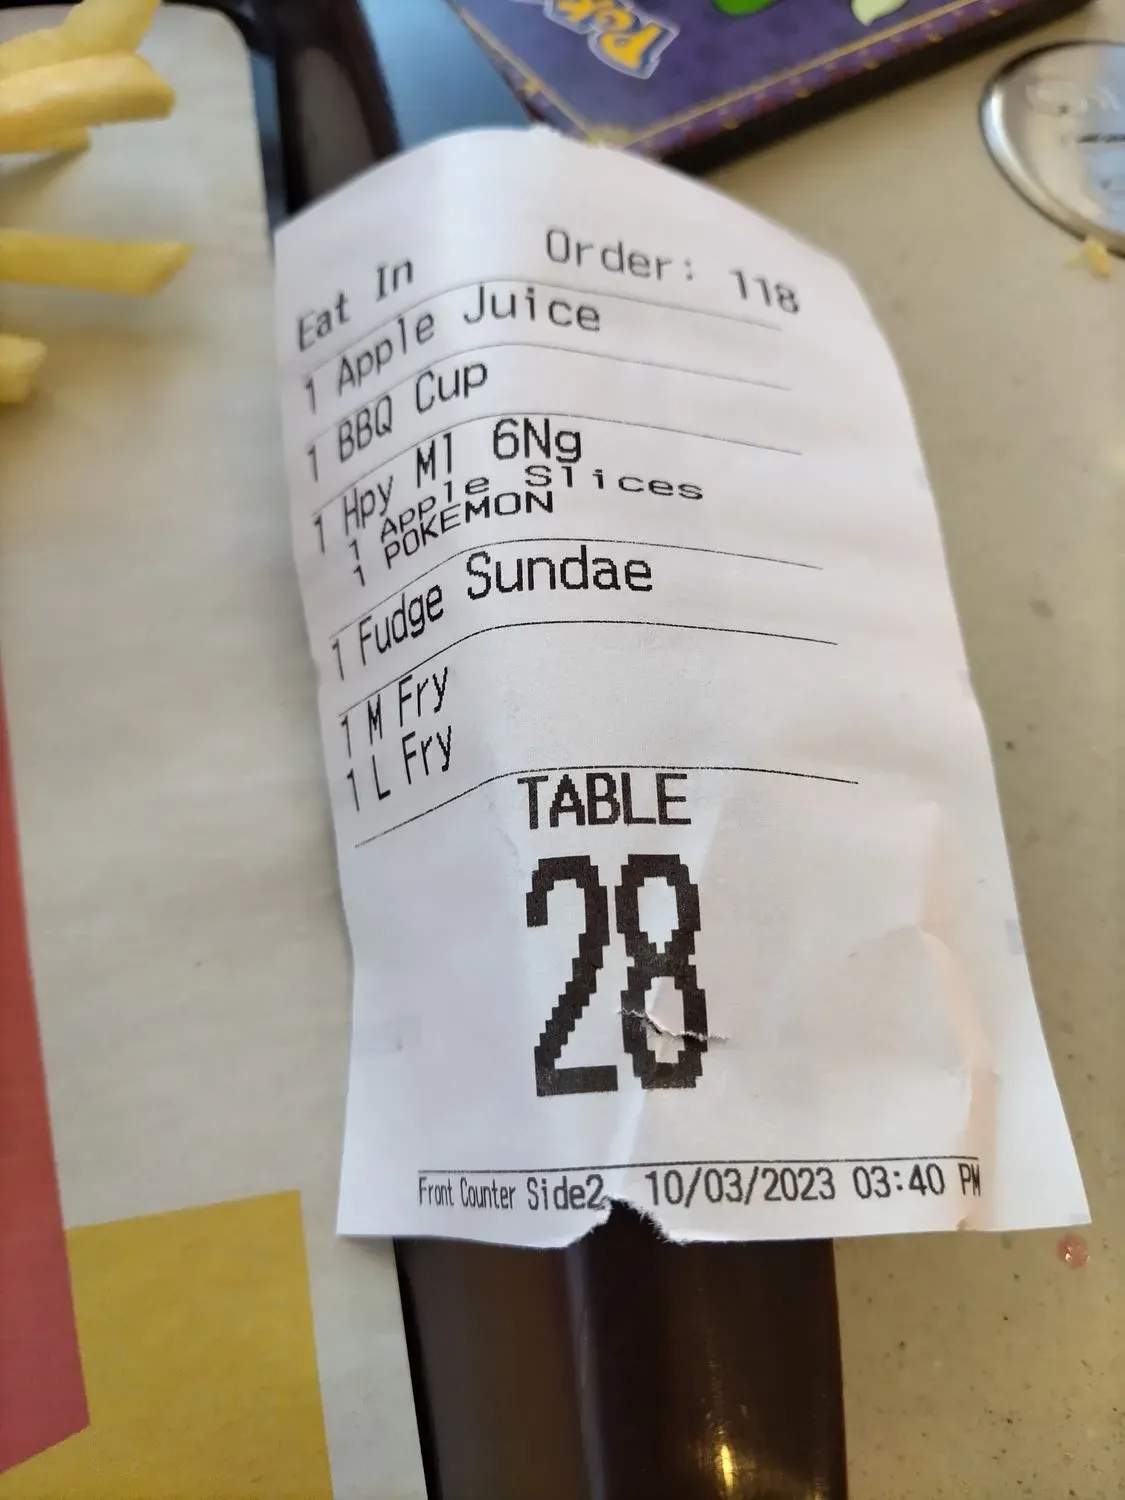 Eat In Order: 118
1 Apple Juice
1 BBQ Cup
1 Hpy Ml 6Ng
1 Apple Slices
1 POKEMON
1 Fudge Sundae
1 M Fry
1 L Fry
TABLE
28
Front Counter Side2 10/03/2023 03:40 PM